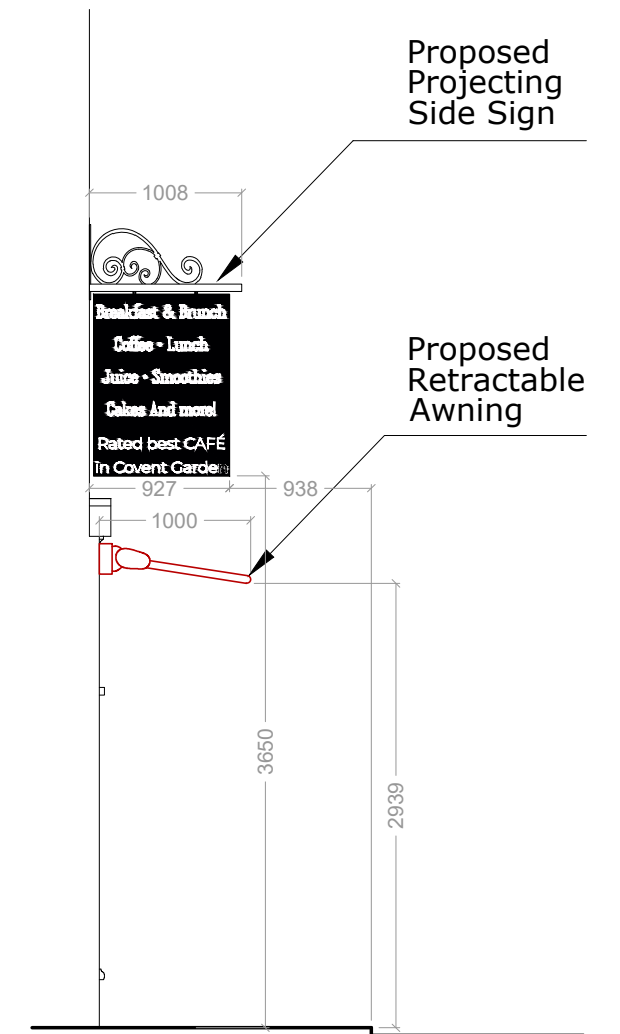 Proposed
Projecting
Side Sign
1008
Breakfast & Brunch
Coffee - Lunch
Juice - Smoothies
Cakes And more!
Rated best CAFÉ
in Covent Garden
927
938
Proposed
Retractable
Awning
1000
3650
2939